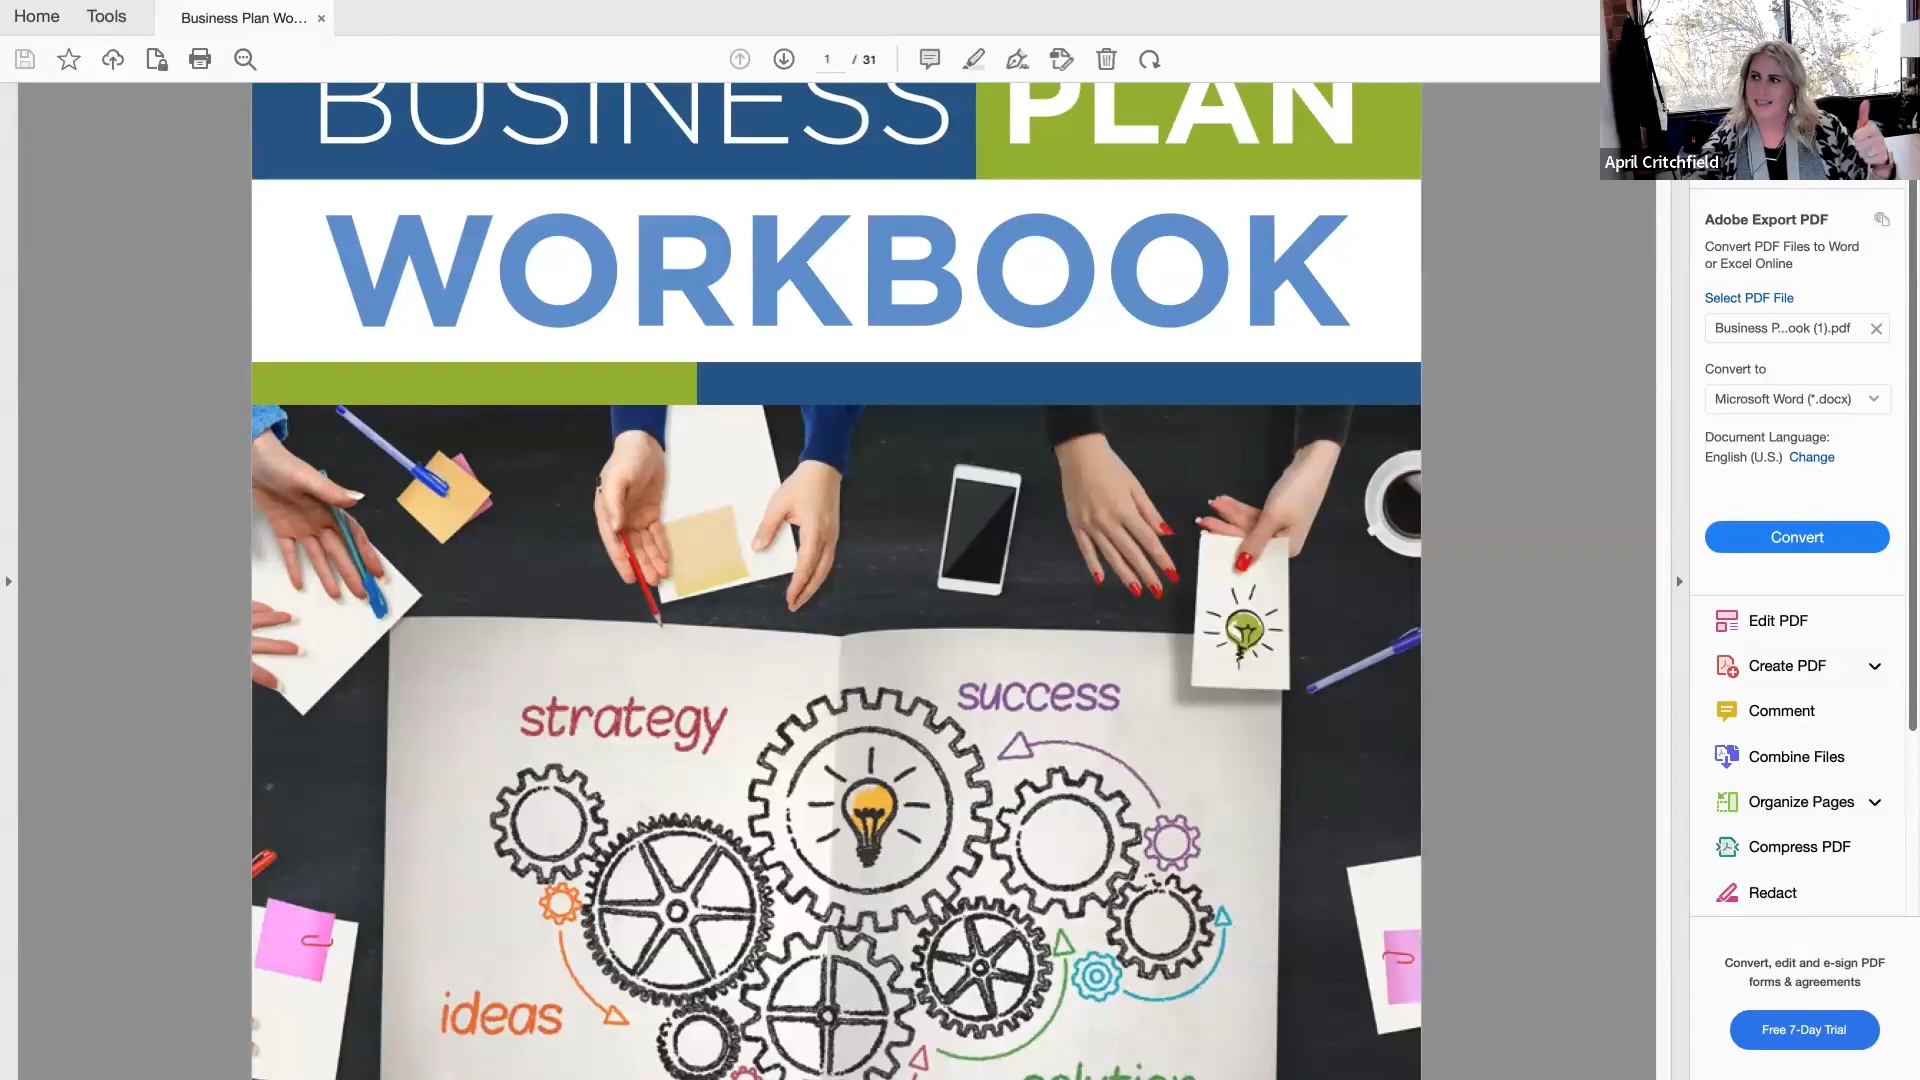 Home
Tools
Business Plan Wo...
1 / 31
April Critchfield
BUSINESS PLAN
WORKBOOK
strategy
success
ideas
solution
Adobe Export PDF
Convert PDF Files to Word
or Excel Online
Select PDF File
Business P...ook (1).pdf
Convert to
Microsoft Word (*.docx)
Document Language:
English (U.S.) Change
Convert
Edit PDF
Create PDF
Comment
Combine Files
Organize Pages
Compress PDF
Redact
Convert, edit and e-sign PDF
forms & agreements
Free 7-Day Trial